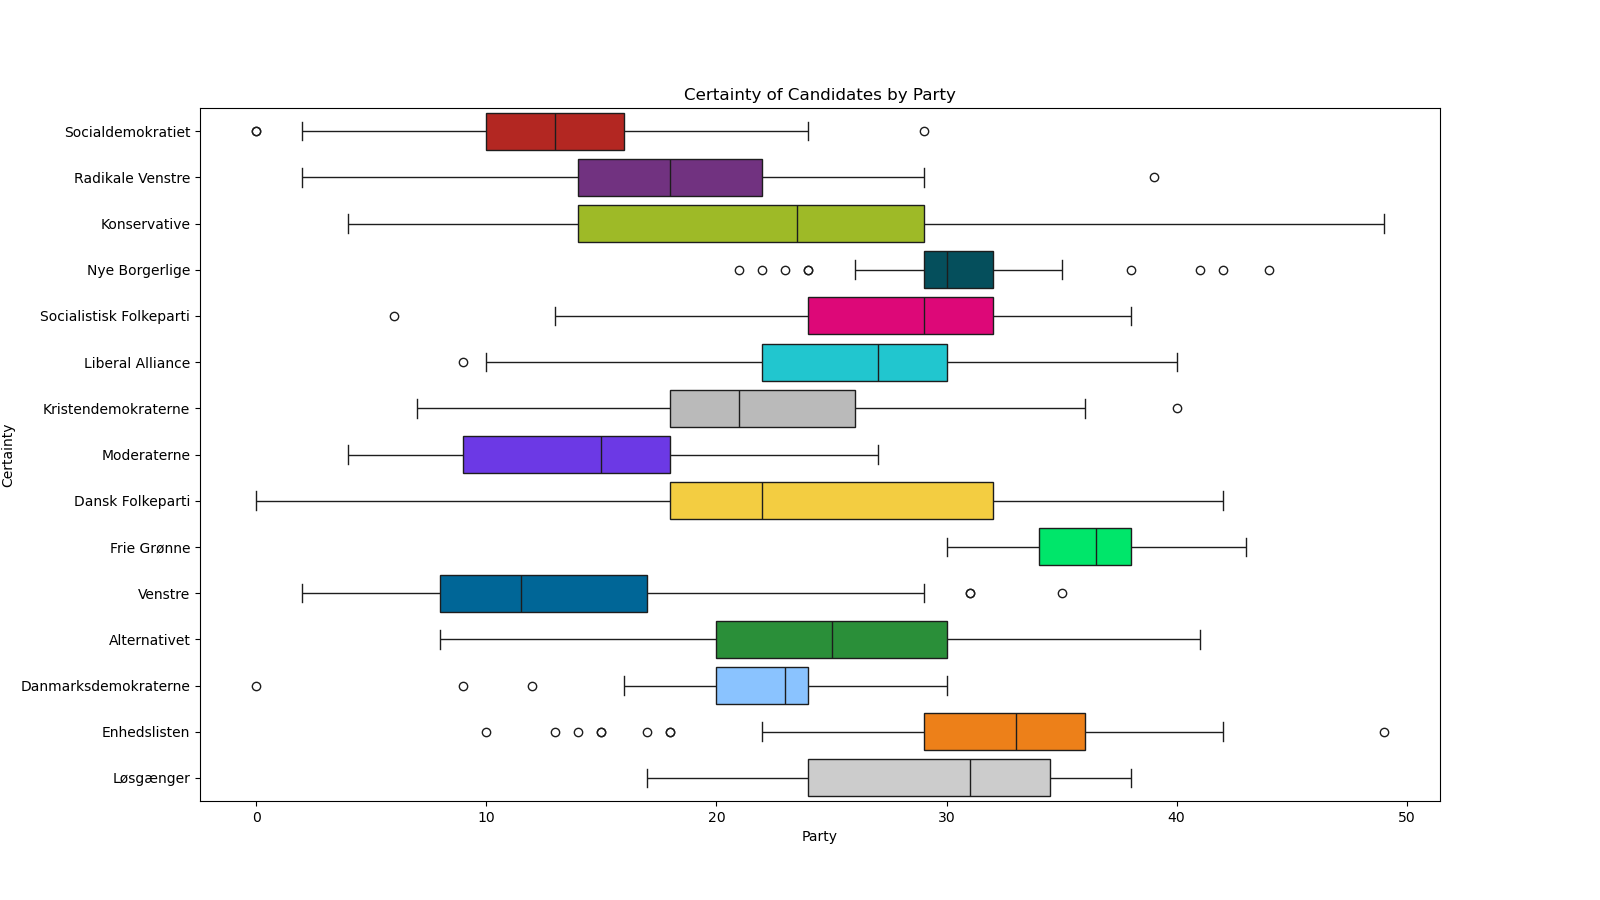 Certainty of Candidates by Party
Certainty
Socialdemokratiet
Radikale Venstre
Konservative
Nye Borgerlige
Socialistisk Folkeparti
Liberal Alliance
Kristendemokraterne
Moderaterne
Dansk Folkeparti
Frie Grønne
Venstre
Alternativet
Danmarksdemokraterne
Enhedslisten
Løsgænger
0 10 20 30 40 50
Party